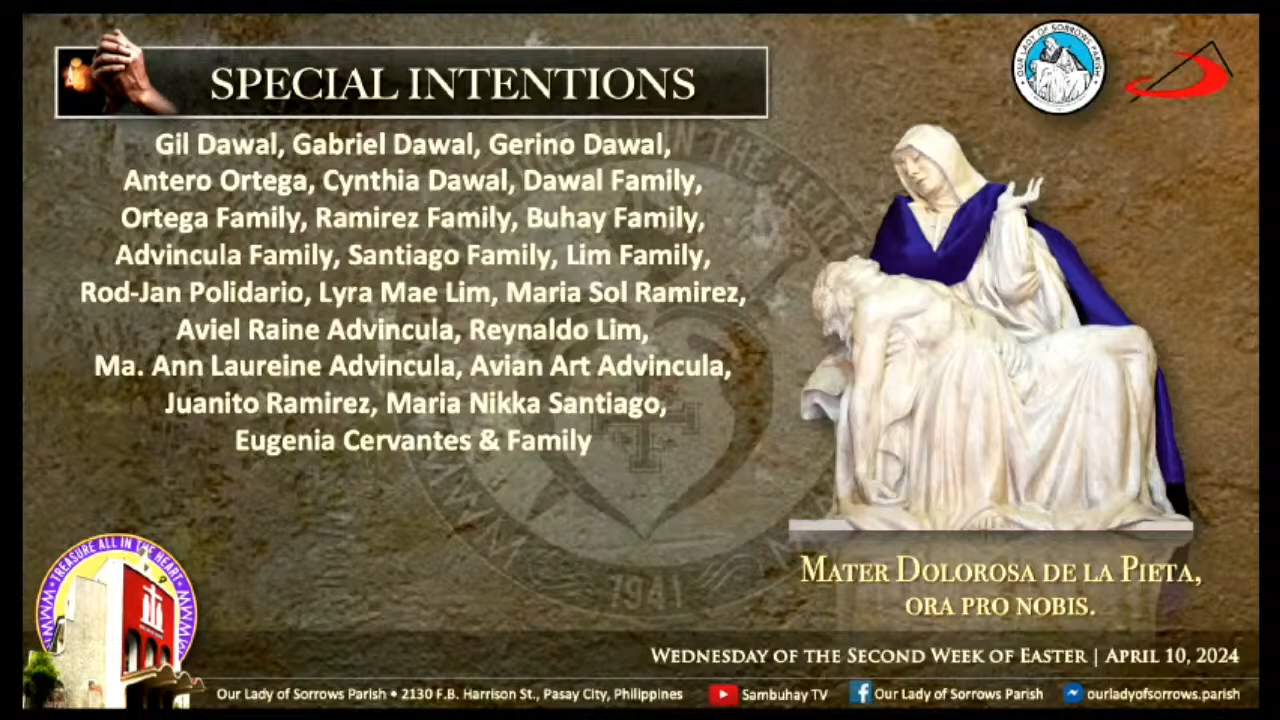 SPECIAL INTENTIONS
Gil Dawal, Gabriel Dawal, Gerino Dawal,
Antero Ortega, Cynthia Dawal, Dawal Family,
Ortega Family, Ramirez Family, Buhay Family,
Advincula Family, Santiago Family, Lim Family,
Rod-Jan Polidario, Lyra Mae Lim, Maria Sol Ramirez,
Aviel Raine Advincula, Reynaldo Lim,
Ma. Ann Laureine Advincula, Avian Art Advincula,
Juanito Ramirez, Maria Nikka Santiago,
Eugenia Cervantes & Family
OUR LADY OF SORROWS PARISH
MATER DOLOROSA DE LA PIETA,
ORA PRO NOBIS.
TREASURE ALL IN THE HEART
1941
WEDNESDAY OF THE SECOND WEEK OF EASTER | APRIL 10, 2024
Our Lady of Sorrows Parish • 2130 F.B. Harrison St., Pasay City, Philippines Sambuhay TV Our Lady of Sorrows Parish ourladyofsorrows.parish